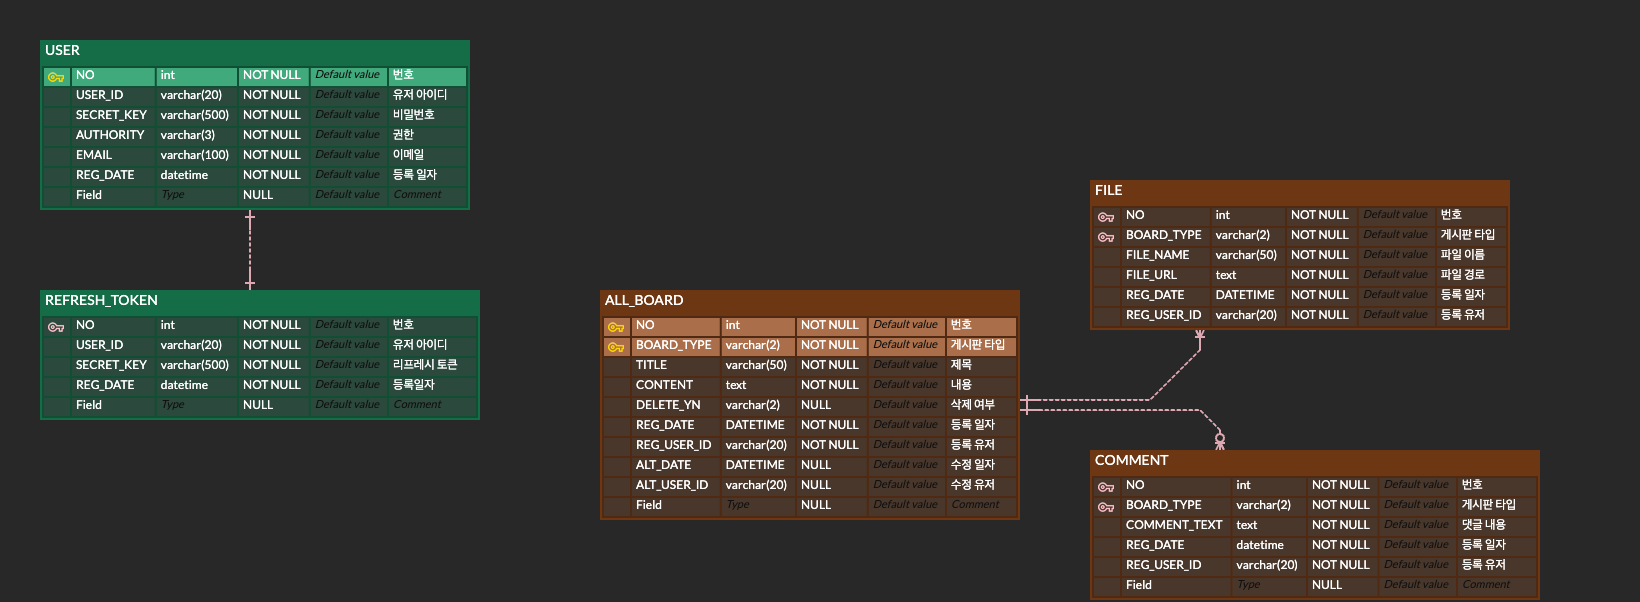 USER
NO int NOT NULL Default value 번호
USER_ID varchar(20) NOT NULL Default value 유저 아이디
SECRET_KEY varchar(500) NOT NULL Default value 비밀번호
AUTHORITY varchar(3) NOT NULL Default value 권한
EMAIL varchar(100) NOT NULL Default value 이메일
REG_DATE datetime NOT NULL Default value 등록 일자
Field Type NULL Default value Comment
REFRESH_TOKEN
NO int NOT NULL Default value 번호
USER_ID varchar(20) NOT NULL Default value 유저 아이디
SECRET_KEY varchar(500) NOT NULL Default value 리프레시 토큰
REG_DATE datetime NOT NULL Default value 등록일자
Field Type NULL Default value Comment
ALL_BOARD
NO int NOT NULL Default value 번호
BOARD_TYPE varchar(2) NOT NULL Default value 게시판 타입
TITLE varchar(50) NOT NULL Default value 제목
CONTENT text NOT NULL Default value 내용
DELETE_YN varchar(2) NULL Default value 삭제 여부
REG_DATE DATETIME NOT NULL Default value 등록 일자
REG_USER_ID varchar(20) NOT NULL Default value 등록 유저
ALT_DATE DATETIME NULL Default value 수정 일자
ALT_USER_ID varchar(20) NULL Default value 수정 유저
Field Type NULL Default value Comment
FILE
NO int NOT NULL Default value 번호
BOARD_TYPE varchar(2) NOT NULL Default value 게시판 타입
FILE_NAME varchar(50) NOT NULL Default value 파일 이름
FILE_URL text NOT NULL Default value 파일 경로
REG_DATE DATETIME NOT NULL Default value 등록 일자
REG_USER_ID varchar(20) NOT NULL Default value 등록 유저
COMMENT
NO int NOT NULL Default value 번호
BOARD_TYPE varchar(2) NOT NULL Default value 게시판 타입
COMMENT_TEXT text NOT NULL Default value 댓글 내용
REG_DATE datetime NOT NULL Default value 등록 일자
REG_USER_ID varchar(20) NOT NULL Default value 등록 유저
Field Type NULL Default value Comment